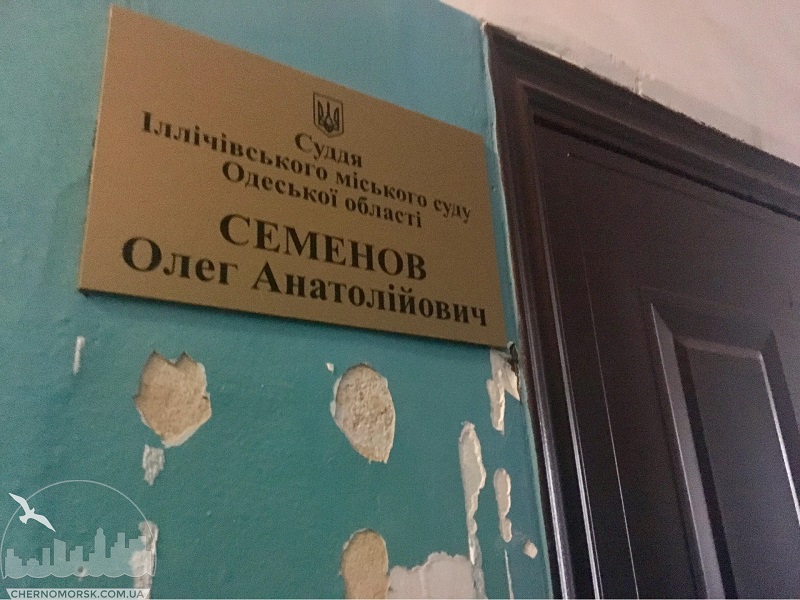 Суддя
Іллічівського міського суду
Одеської області
СЕМЕНОВ
Олег Анатолійович
CHERNOMORSK.COM.UA